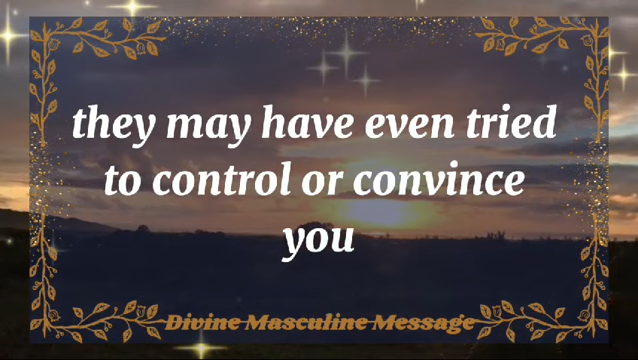 they may have even tried
to control or convince
you
Divine Masculine Message